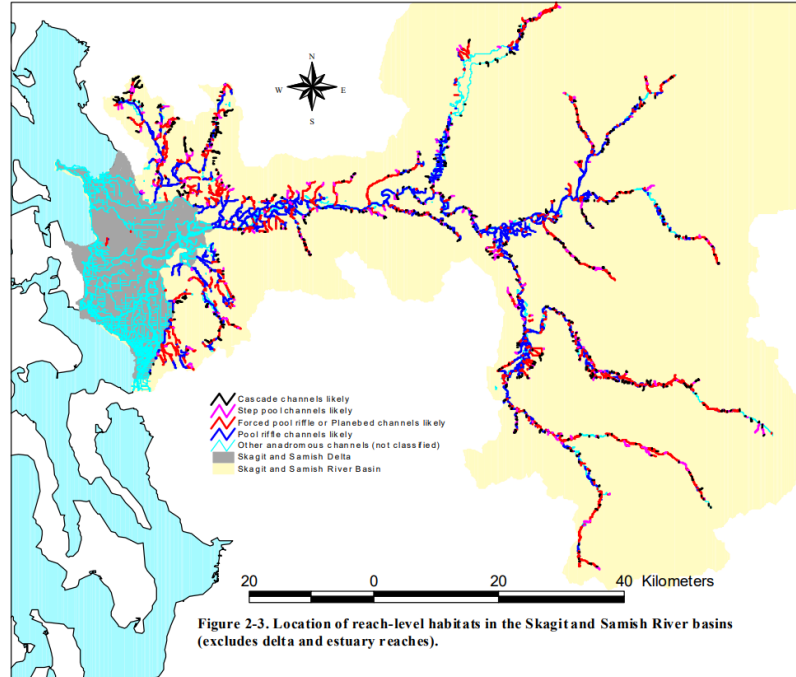 N
W E
S
Cascade channels likely
Step pool channels likely
Forced pool riffle or Planebed channels likely
Pool riffle channels likely
Other anadromous channels (not classified)
Skagit and Samish Delta
Skagit and Samish River Basin
20 0 20 40 Kilometers
Figure 2-3. Location of reach-level habitats in the Skagit and Samish River basins
(excludes delta and estuary reaches).